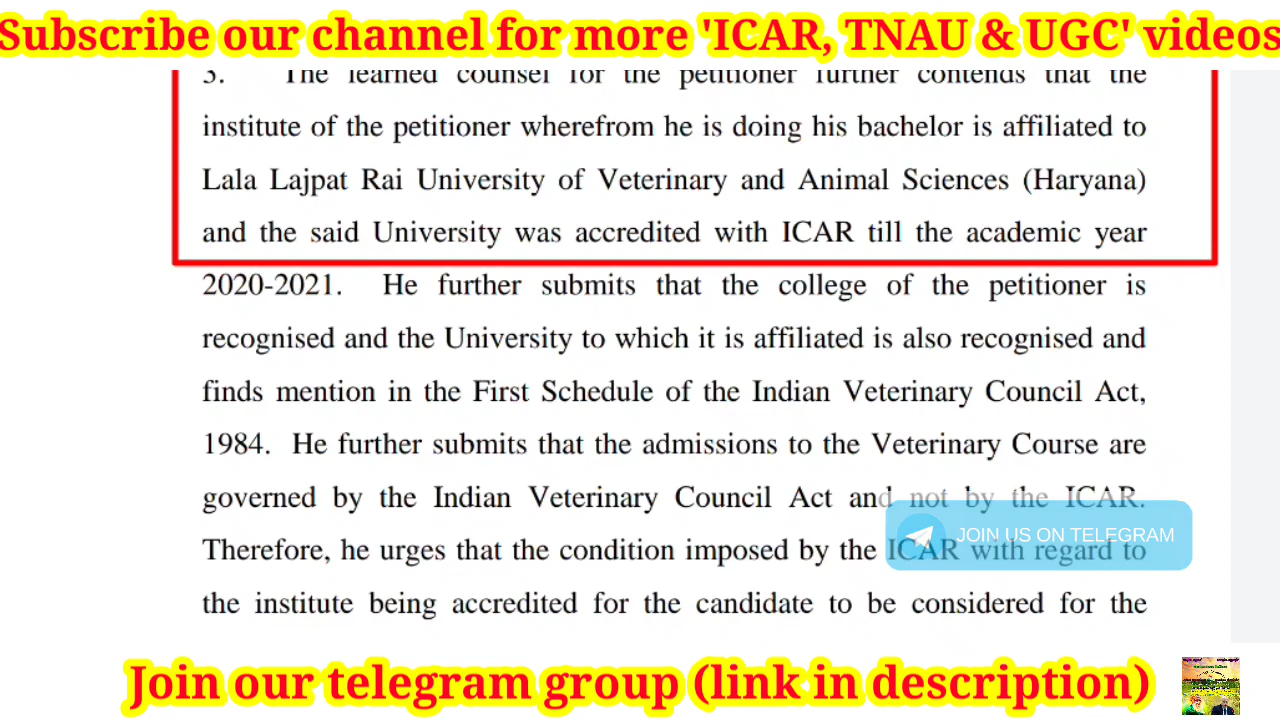 Subscribe our channel for more 'ICAR, TNAU & UGC' videos
3. The learned counsel for the petitioner further contends that the
institute of the petitioner wherefrom he is doing his bachelor is affiliated to
Lala Lajpat Rai University of Veterinary and Animal Sciences (Haryana)
and the said University was accredited with ICAR till the academic year
2020-2021. He further submits that the college of the petitioner is
recognised and the University to which it is affiliated is also recognised and
finds mention in the First Schedule of the Indian Veterinary Council Act,
1984. He further submits that the admissions to the Veterinary Course are
governed by the Indian Veterinary Council Act and not by the ICAR.
JOIN US ON TELEGRAM
Therefore, he urges that the condition imposed by the ICAR with regard to
the institute being accredited for the candidate to be considered for the
Join our telegram group (link in description)